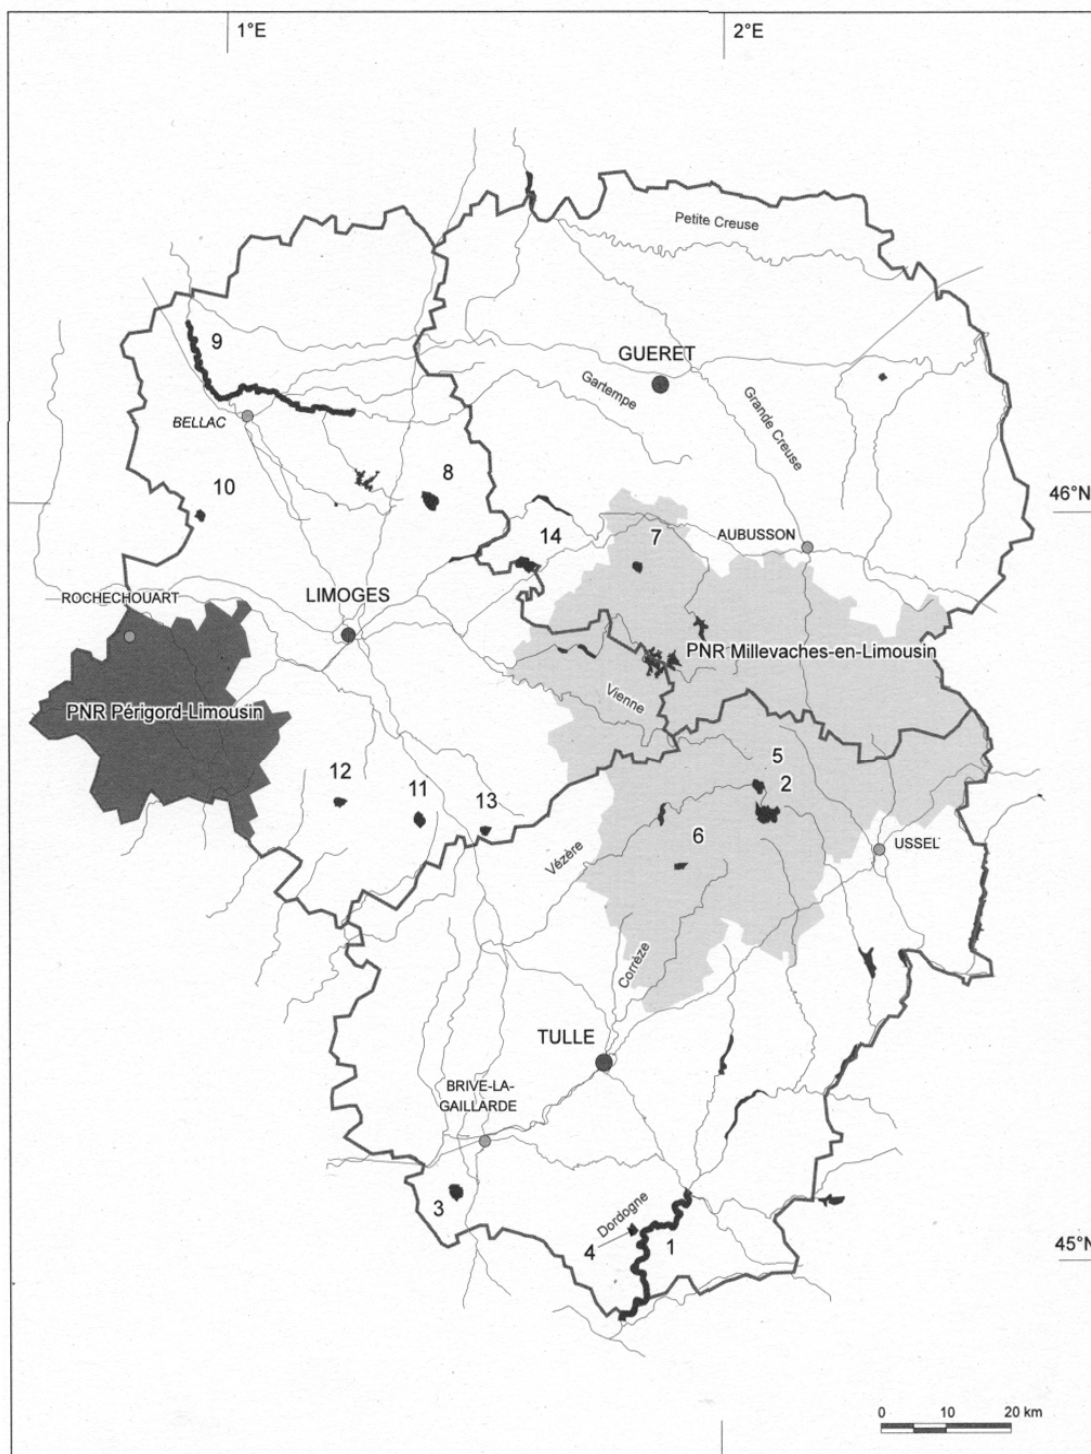 1°E
2°E
Petite Creuse
9
GUERET
Gartempe
Grande Creuse
BELLAC
10
8
46°N
14
7
AUBUSSON
ROCHECHOUART
LIMOGES
PNR Millevaches-en-Limousin
PNR Périgord-Limousin
Vienne
12
11
13
5
2
6
Vézère
USSEL
Corrèze
TULLE
BRIVE-LA-
GAILLARDE
3
Dordogne
4
1
45°N
0 10 20 km